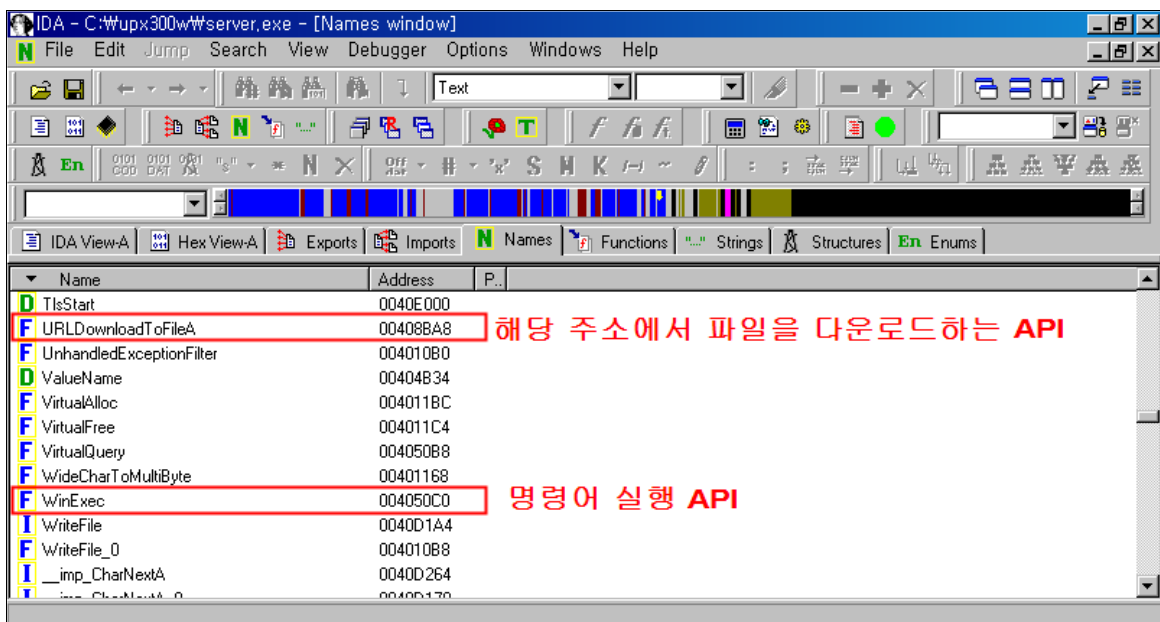 IDA - C:₩upx300w₩server.exe - [Names window]
File Edit Jump Search View Debugger Options Windows Help
Text
En
IDA View-A Hex View-A Exports Imports N Names Functions Strings Structures En Enums
Name Address P..
D TlsStart 0040E000
F URLDownloadToFileA 00408BA8 해당 주소에서 파일을 다운로드하는 API
F UnhandledExceptionFilter 004010B0
D ValueName 00404B34
F VirtualAlloc 004011BC
F VirtualFree 004011C4
F VirtualQuery 004050B8
F WideCharToMultiByte 00401168
F WinExec 004050C0 명령어 실행 API
I WriteFile 0040D1A4
F WriteFile_0 004010B8
I __imp_CharNextA 0040D264